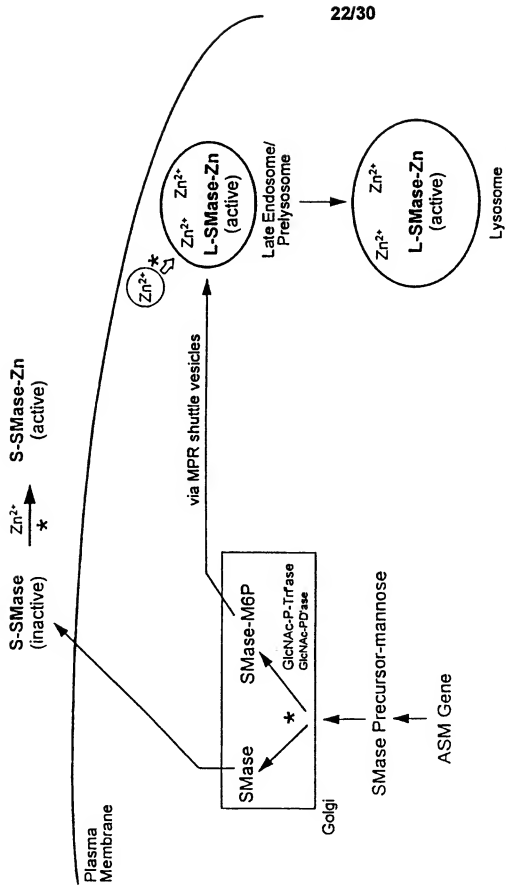 22/30
S-SMase Zn²⁺ S-SMase-Zn
(inactive) * (active)
Plasma
Membrane
Zn²⁺
*
Zn²⁺ Zn²⁺
L-SMase-Zn
(active)
Late Endosome/
Prelysosome
via MPR shuttle vesicles
SMase SMase-M6P
* GlcNAc-P-Tr'ase
GlcNAc-PD'ase
Golgi
Zn²⁺ Zn²⁺
L-SMase-Zn
(active)
Lysosome
SMase Precursor-mannose
ASM Gene